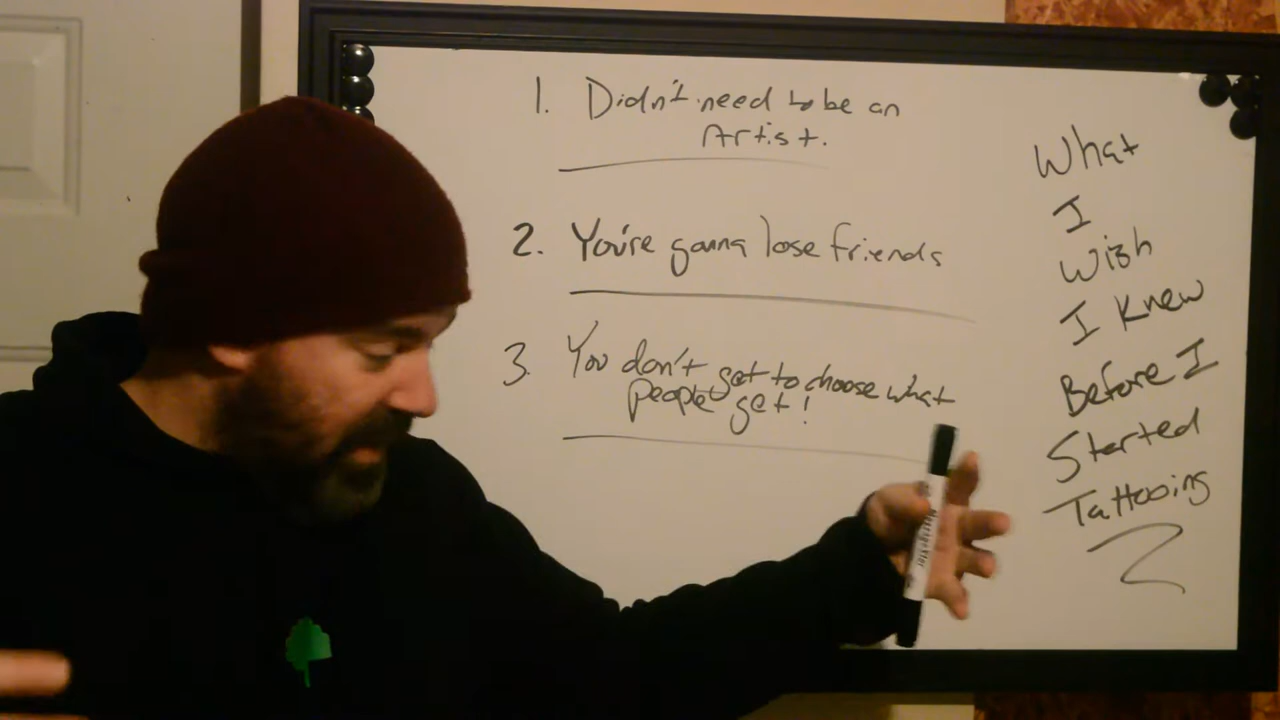 1. Didn't need to be an
Artist.
2. You're gonna lose friends
3. You don't get to choose what
people get!
What
I
Wish
I Knew
Before I
Started
Tattooing